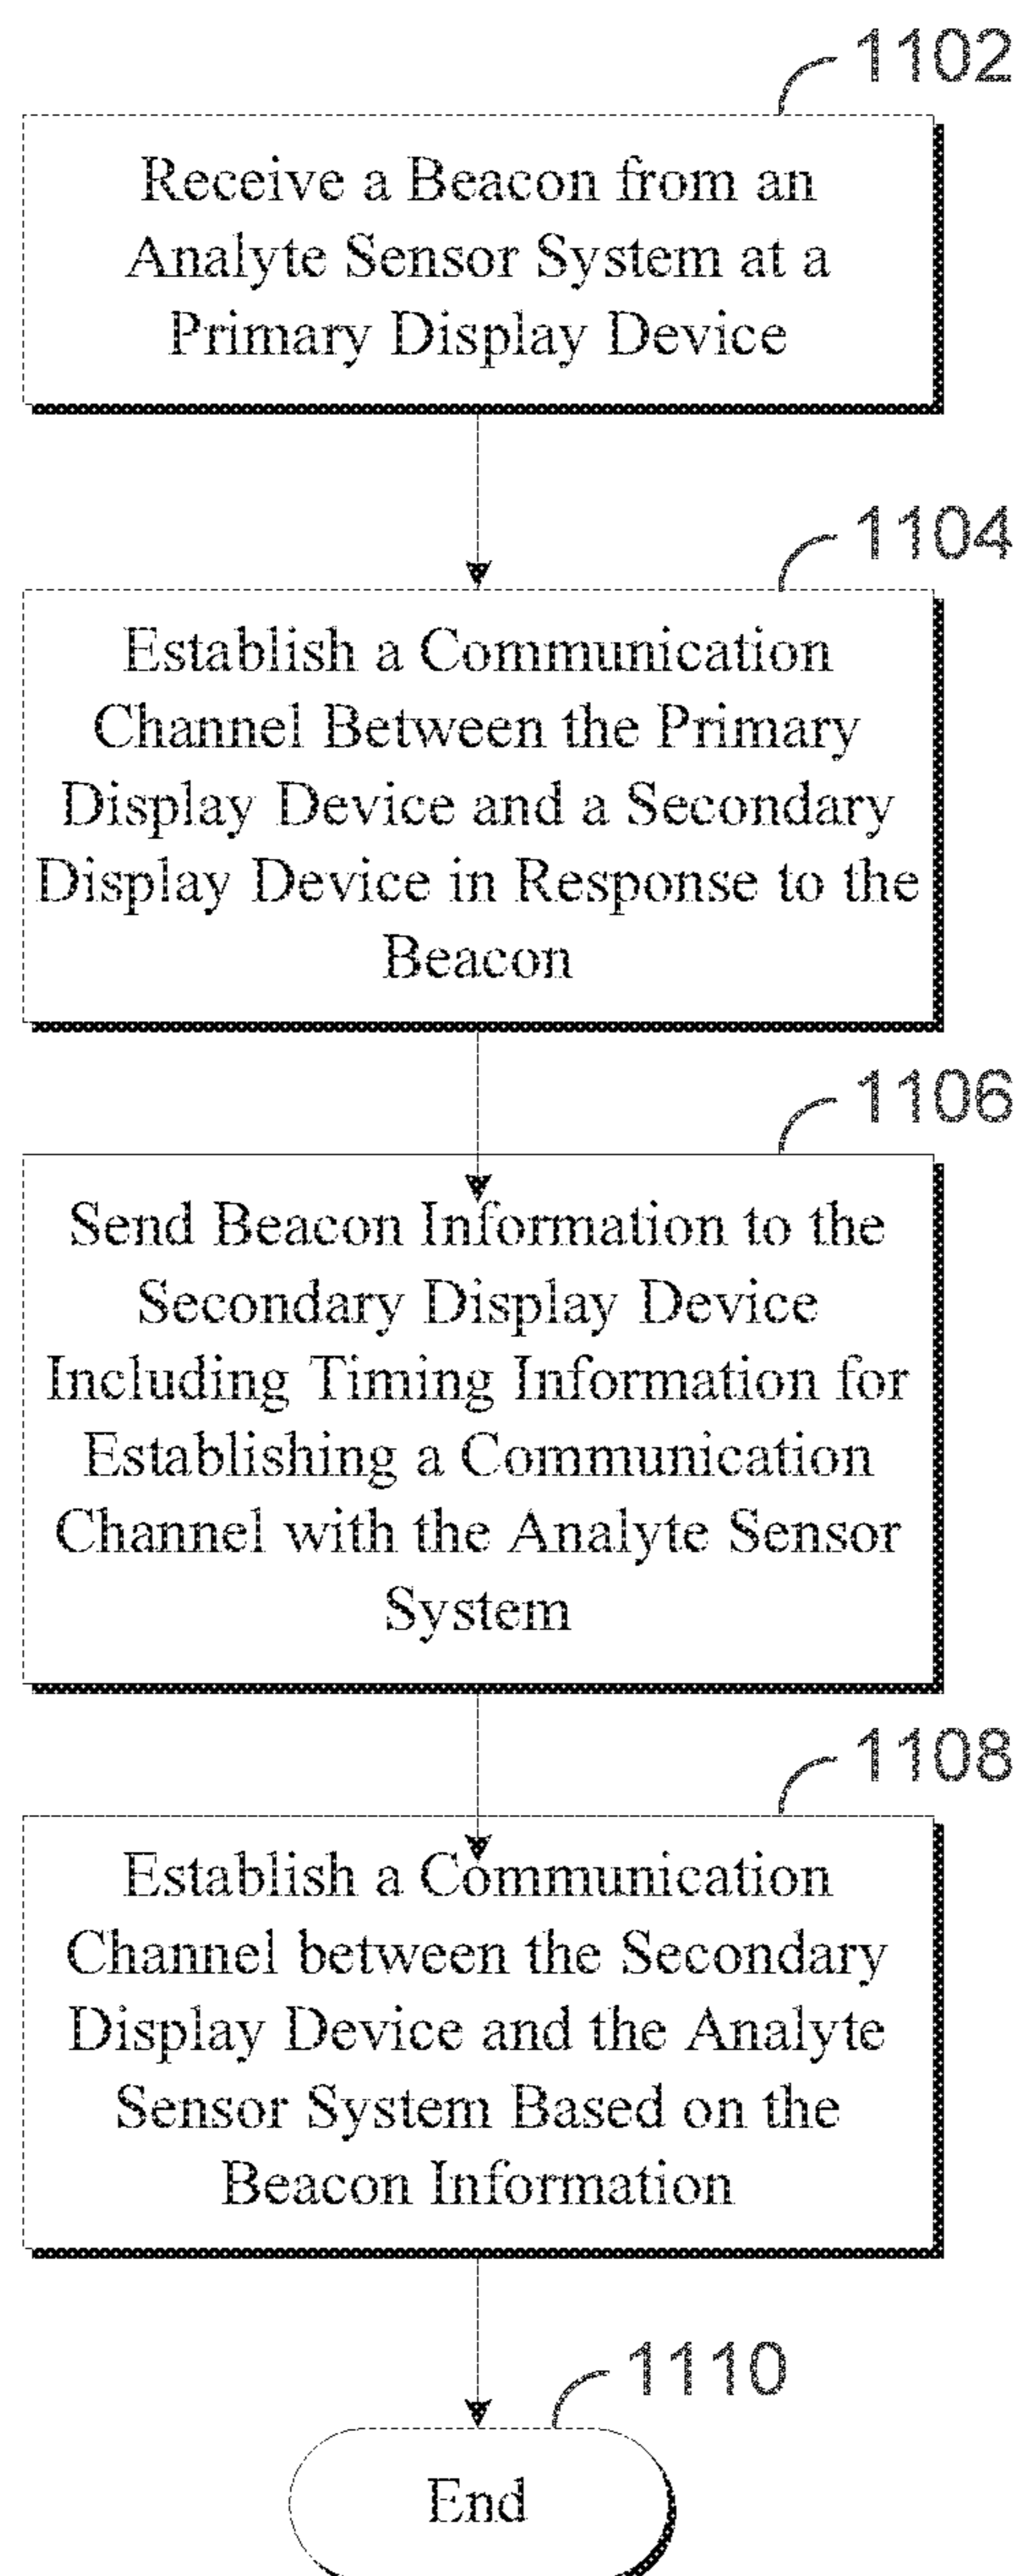 1102
Receive a Beacon from an
Analyte Sensor System at a
Primary Display Device
1104
Establish a Communication
Channel Between the Primary
Display Device and a Secondary
Display Device in Response to the
Beacon
1106
Send Beacon Information to the
Secondary Display Device
Including Timing Information for
Establishing a Communication
Channel with the Analyte Sensor
System
1108
Establish a Communication
Channel between the Secondary
Display Device and the Analyte
Sensor System Based on the
Beacon Information
1110
End